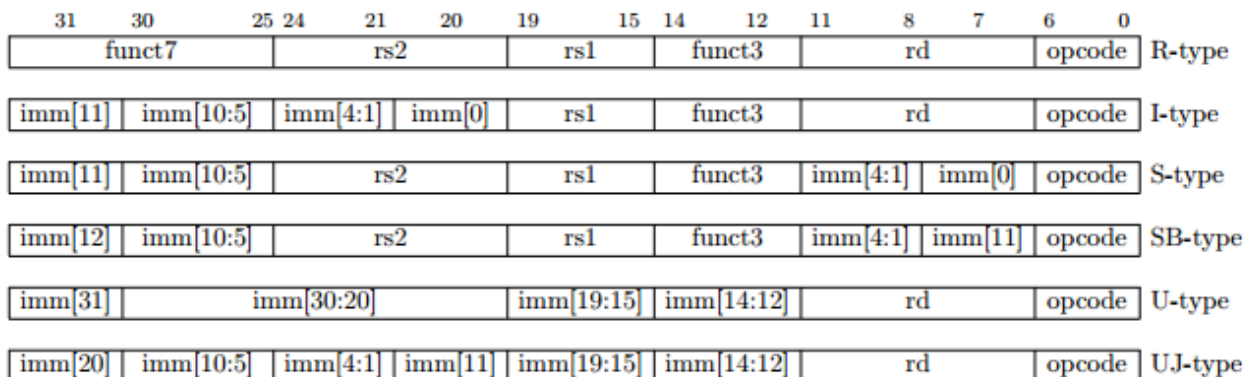 31 30 25 24 21 20 19 15 14 12 11 8 7 6 0
funct7 rs2 rs1 funct3 rd opcode R-type
imm[11] imm[10:5] imm[4:1] imm[0] rs1 funct3 rd opcode I-type
imm[11] imm[10:5] rs2 rs1 funct3 imm[4:1] imm[0] opcode S-type
imm[12] imm[10:5] rs2 rs1 funct3 imm[4:1] imm[11] opcode SB-type
imm[31] imm[30:20] imm[19:15] imm[14:12] rd opcode U-type
imm[20] imm[10:5] imm[4:1] imm[11] imm[19:15] imm[14:12] rd opcode UJ-type